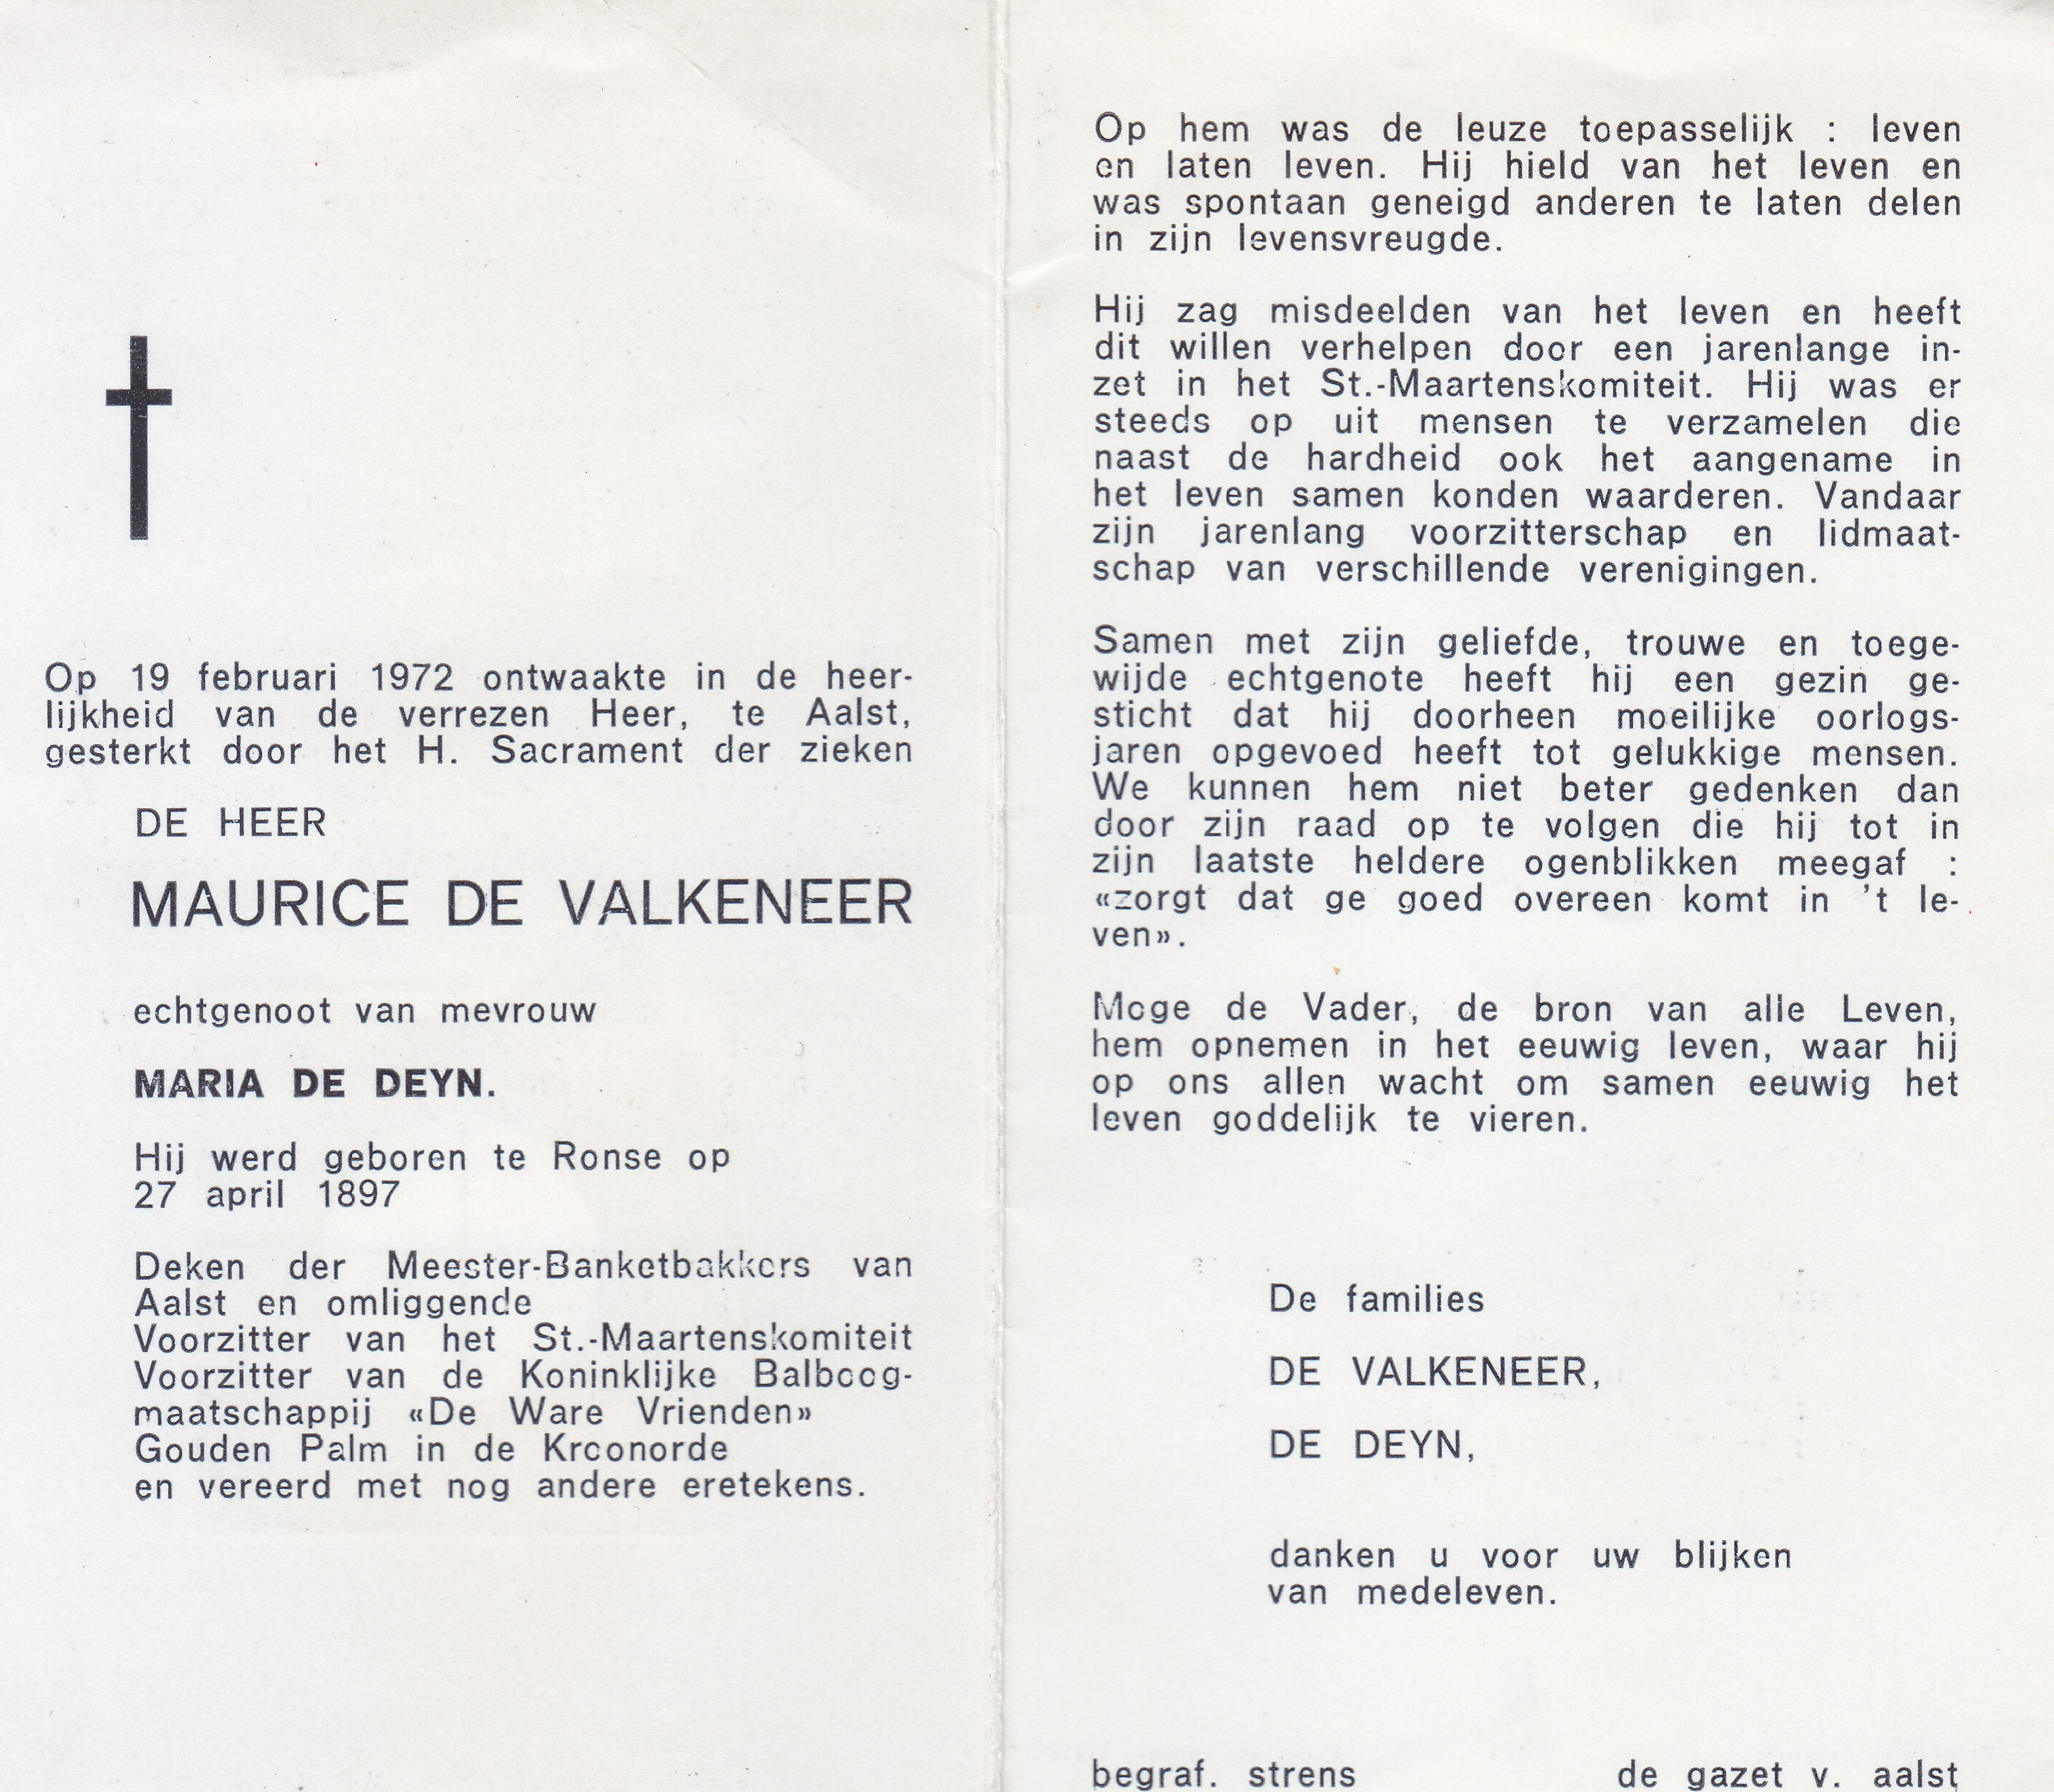 Op 19 februari 1972 ontwaakte in de heer-
lijkheid van de verrezen Heer, te Aalst,
gesterkt door het H. Sacrament der zieken
DE HEER
MAURICE DE VALKENEER
echtgenoot van mevrouw
MARIA DE DEYN.
Hij werd geboren te Ronse op
27 april 1897
Deken der Meester-Banketbakkers van
Aalst en omliggende
Voorzitter van het St.-Maartenskomiteit
Voorzitter van de Koninklijke Balboog-
maatschappij «De Ware Vrienden»
Gouden Palm in de Kroonorde
en vereerd met nog andere eretekens.
Op hem was de leuze toepasselijk : leven
en laten leven. Hij hield van het leven en
was spontaan geneigd anderen te laten delen
in zijn levensvreugde.
Hij zag misdeelden van het leven en heeft
dit willen verhelpen door een jarenlange in-
zet in het St.-Maartenskomiteit. Hij was er
steeds op uit mensen te verzamelen die
naast de hardheid ook het aangename in
het leven samen konden waarderen. Vandaar
zijn jarenlang voorzitterschap en lidmaat-
schap van verschillende verenigingen.
Samen met zijn geliefde, trouwe en toege-
wijde echtgenote heeft hij een gezin ge-
sticht dat hij doorheen moeilijke oorlogs-
jaren opgevoed heeft tot gelukkige mensen.
We kunnen hem niet beter gedenken dan
door zijn raad op te volgen die hij tot in
zijn laatste heldere ogenblikken meegaf :
«zorgt dat ge goed overeen komt in 't le-
ven».
Moge de Vader, de bron van alle Leven,
hem opnemen in het eeuwig leven, waar hij
op ons allen wacht om samen eeuwig het
leven goddelijk te vieren.
De families
DE VALKENEER,
DE DEYN,
danken u voor uw blijken
van medeleven.
begraf. strens de gazet v. aalst